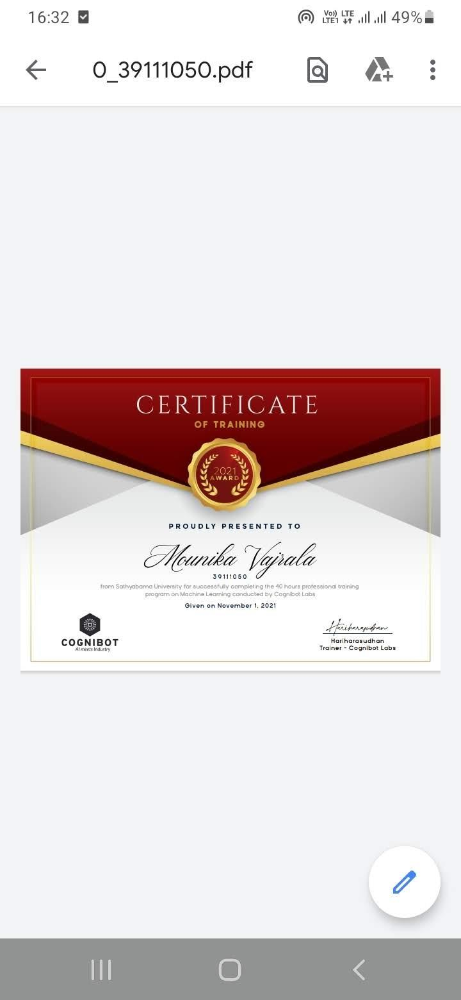 16:32
Vo)) LTE
LTE1
49%
0_39111050.pdf
CERTIFICATE
OF TRAINING
2021
AWARD
PROUDLY PRESENTED TO
Mounika Vajrala
39111050
from Sathyabama University for successfully completing the 40 hours professional training
program on Machine Learning conducted by Cognibot Labs
Given on November 1, 2021
COGNIBOT
AI meets Industry
Hariharasudhan
Hariharasudhan
Trainer - Cognibot Labs